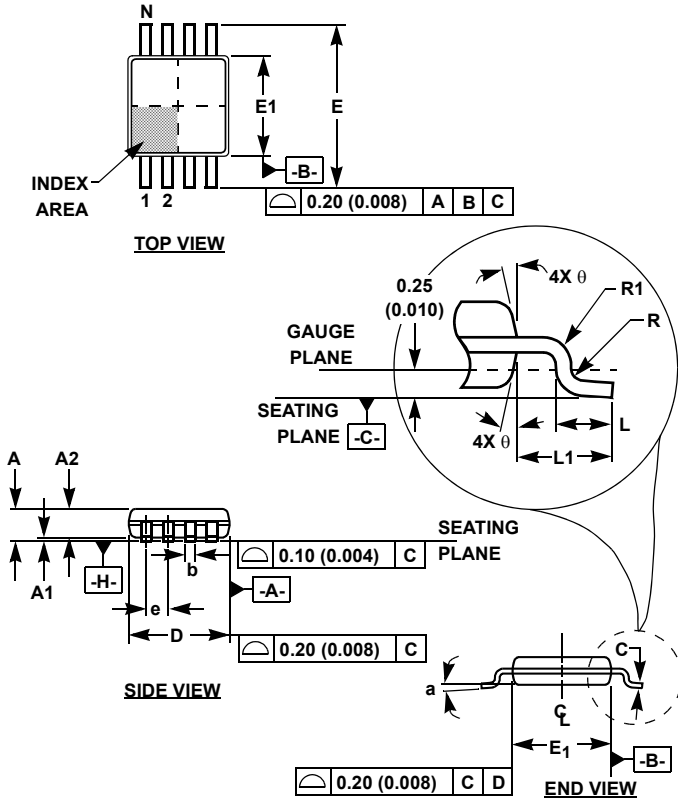 N
E1
E
-B-
INDEX
AREA
1 2
0.20 (0.008) A B C
TOP VIEW
0.25
(0.010)
4X θ
R1
R
GAUGE
PLANE
SEATING
PLANE
-C-
4X θ
L
L1
A
A2
SEATING
PLANE
A1
-H-
b
0.10 (0.004) C
-A-
e
D
0.20 (0.008) C
SIDE VIEW
C
a
CL
E1
-B-
0.20 (0.008) C D
END VIEW